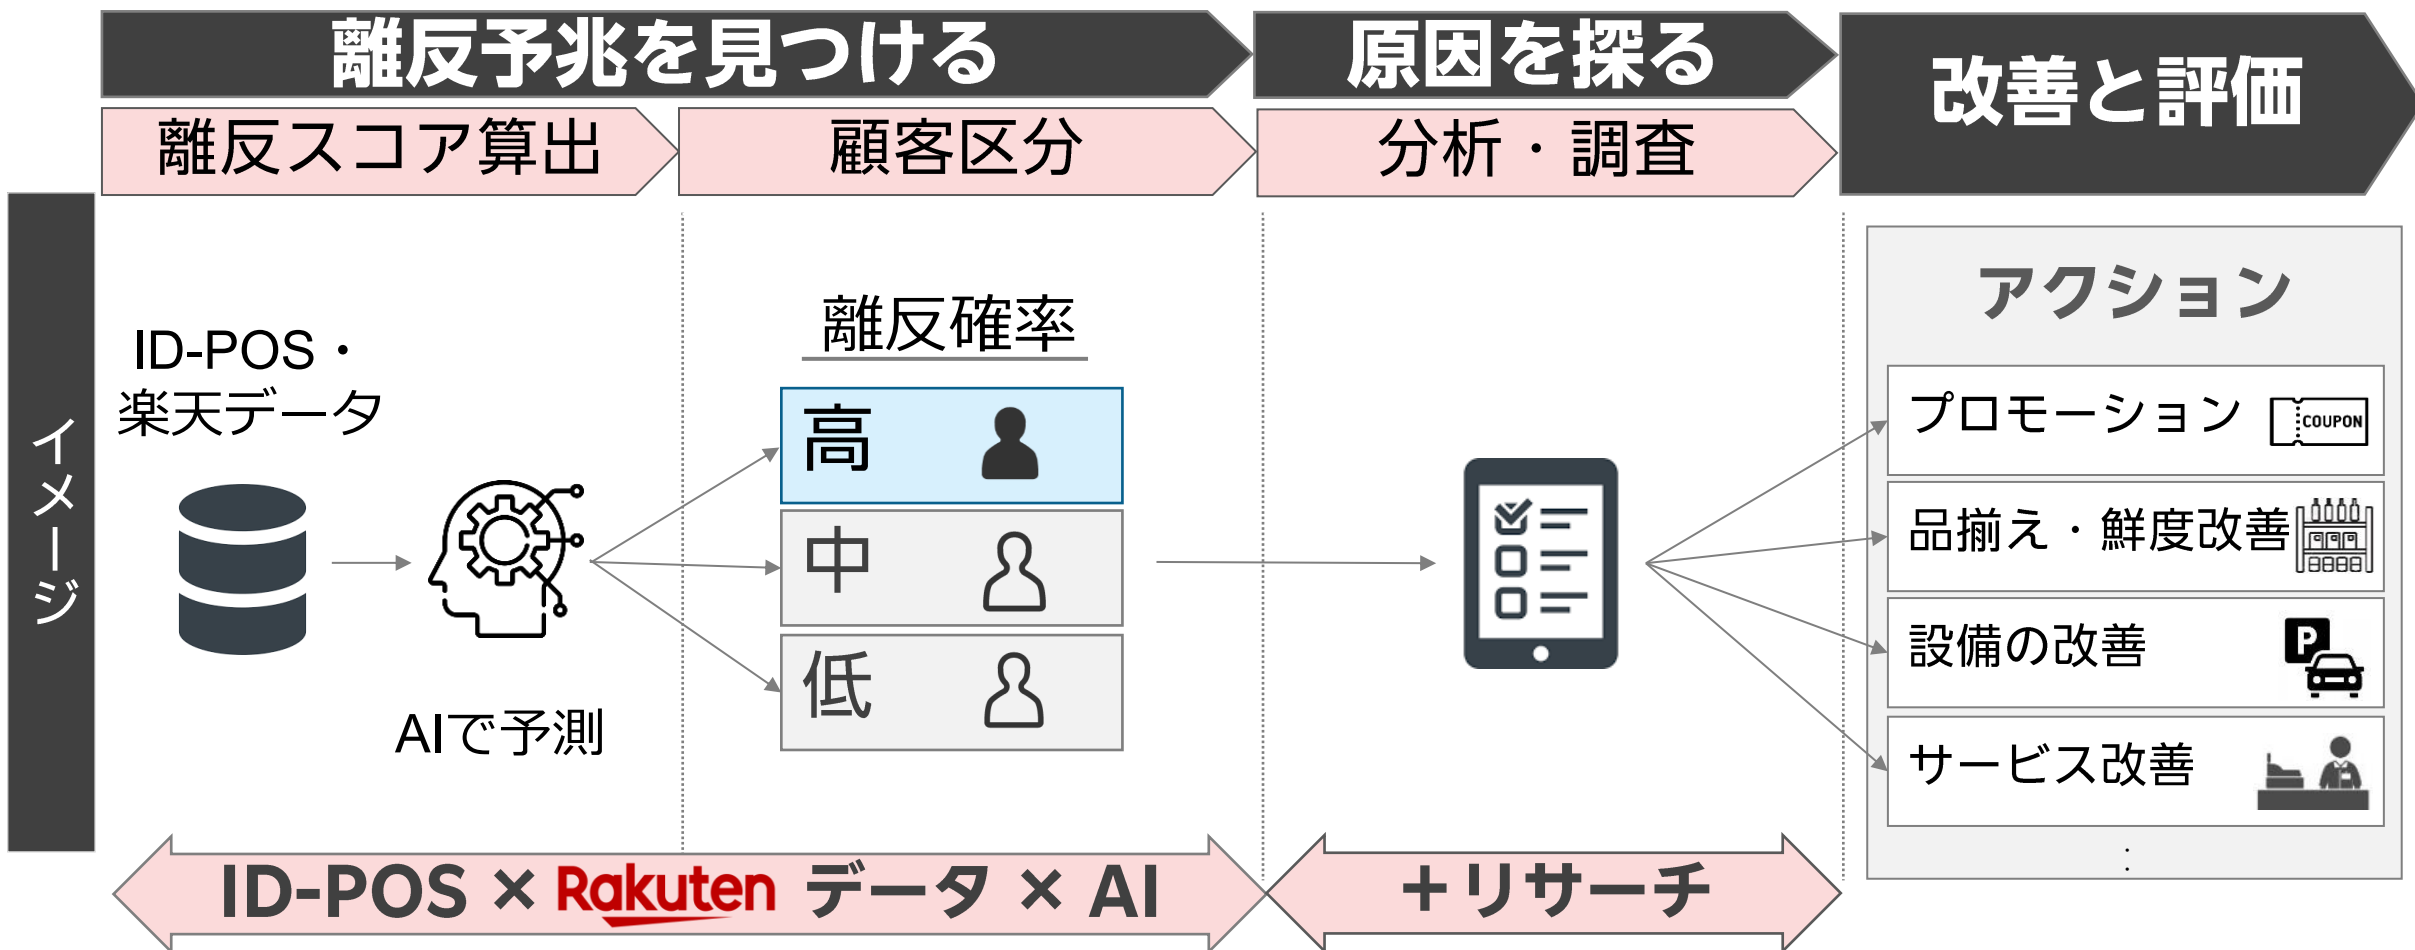 離反予兆を見つける
原因を探る
改善と評価
離反スコア算出
顧客区分
分析・調査
イメージ
ID-POS・
楽天データ
AIで予測
離反確率
高
中
低
アクション
プロモーション
COUPON
品揃え・鮮度改善
設備の改善
P
サービス改善
:
ID-POS × Rakuten データ × AI
＋リサーチ